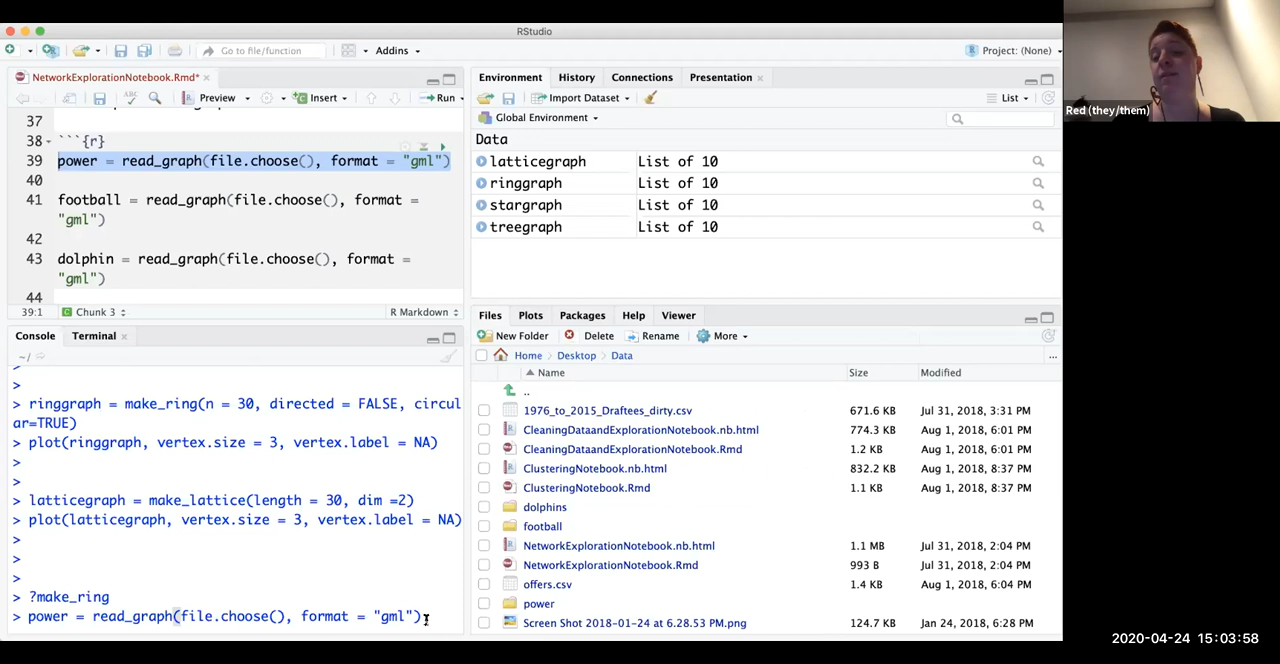 RStudio
Go to file/function
Addins
Project: (None)
NetworkExplorationNotebook.Rmd*
Preview
Insert
Run
37
38 ```{r}
39 power = read_graph(file.choose(), format = "gml")
40
41 football = read_graph(file.choose(), format =
"gml")
42
43 dolphin = read_graph(file.choose(), format =
"gml")
44
39:1 Chunk 3 R Markdown
Console Terminal
~/
>
>
> ringgraph = make_ring(n = 30, directed = FALSE, circul
ar=TRUE)
> plot(ringgraph, vertex.size = 3, vertex.label = NA)
>
>
> latticegraph = make_lattice(length = 30, dim =2)
> plot(latticegraph, vertex.size = 3, vertex.label = NA)
>
>
>
> ?make_ring
> power = read_graph(file.choose(), format = "gml")
Environment History Connections Presentation
Import Dataset List
Global Environment
Data
latticegraph List of 10
ringgraph List of 10
stargraph List of 10
treegraph List of 10
Files Plots Packages Help Viewer
New Folder Delete Rename More
Home Desktop Data ...
Name Size Modified
..
1976_to_2015_Draftees_dirty.csv 671.6 KB Jul 31, 2018, 3:31 PM
CleaningDataandExplorationNotebook.nb.html 774.3 KB Aug 1, 2018, 6:01 PM
CleaningDataandExplorationNotebook.Rmd 1.2 KB Aug 1, 2018, 6:01 PM
ClusteringNotebook.nb.html 832.2 KB Aug 1, 2018, 8:37 PM
ClusteringNotebook.Rmd 1.1 KB Aug 1, 2018, 8:37 PM
dolphins
football
NetworkExplorationNotebook.nb.html 1.1 MB Jul 31, 2018, 2:04 PM
NetworkExplorationNotebook.Rmd 993 B Jul 31, 2018, 2:04 PM
offers.csv 1.4 KB Aug 1, 2018, 6:04 PM
power
Screen Shot 2018-01-24 at 6.28.53 PM.png 124.7 KB Jan 24, 2018, 6:28 PM
Red (they/them)
2020-04-24 15:03:58